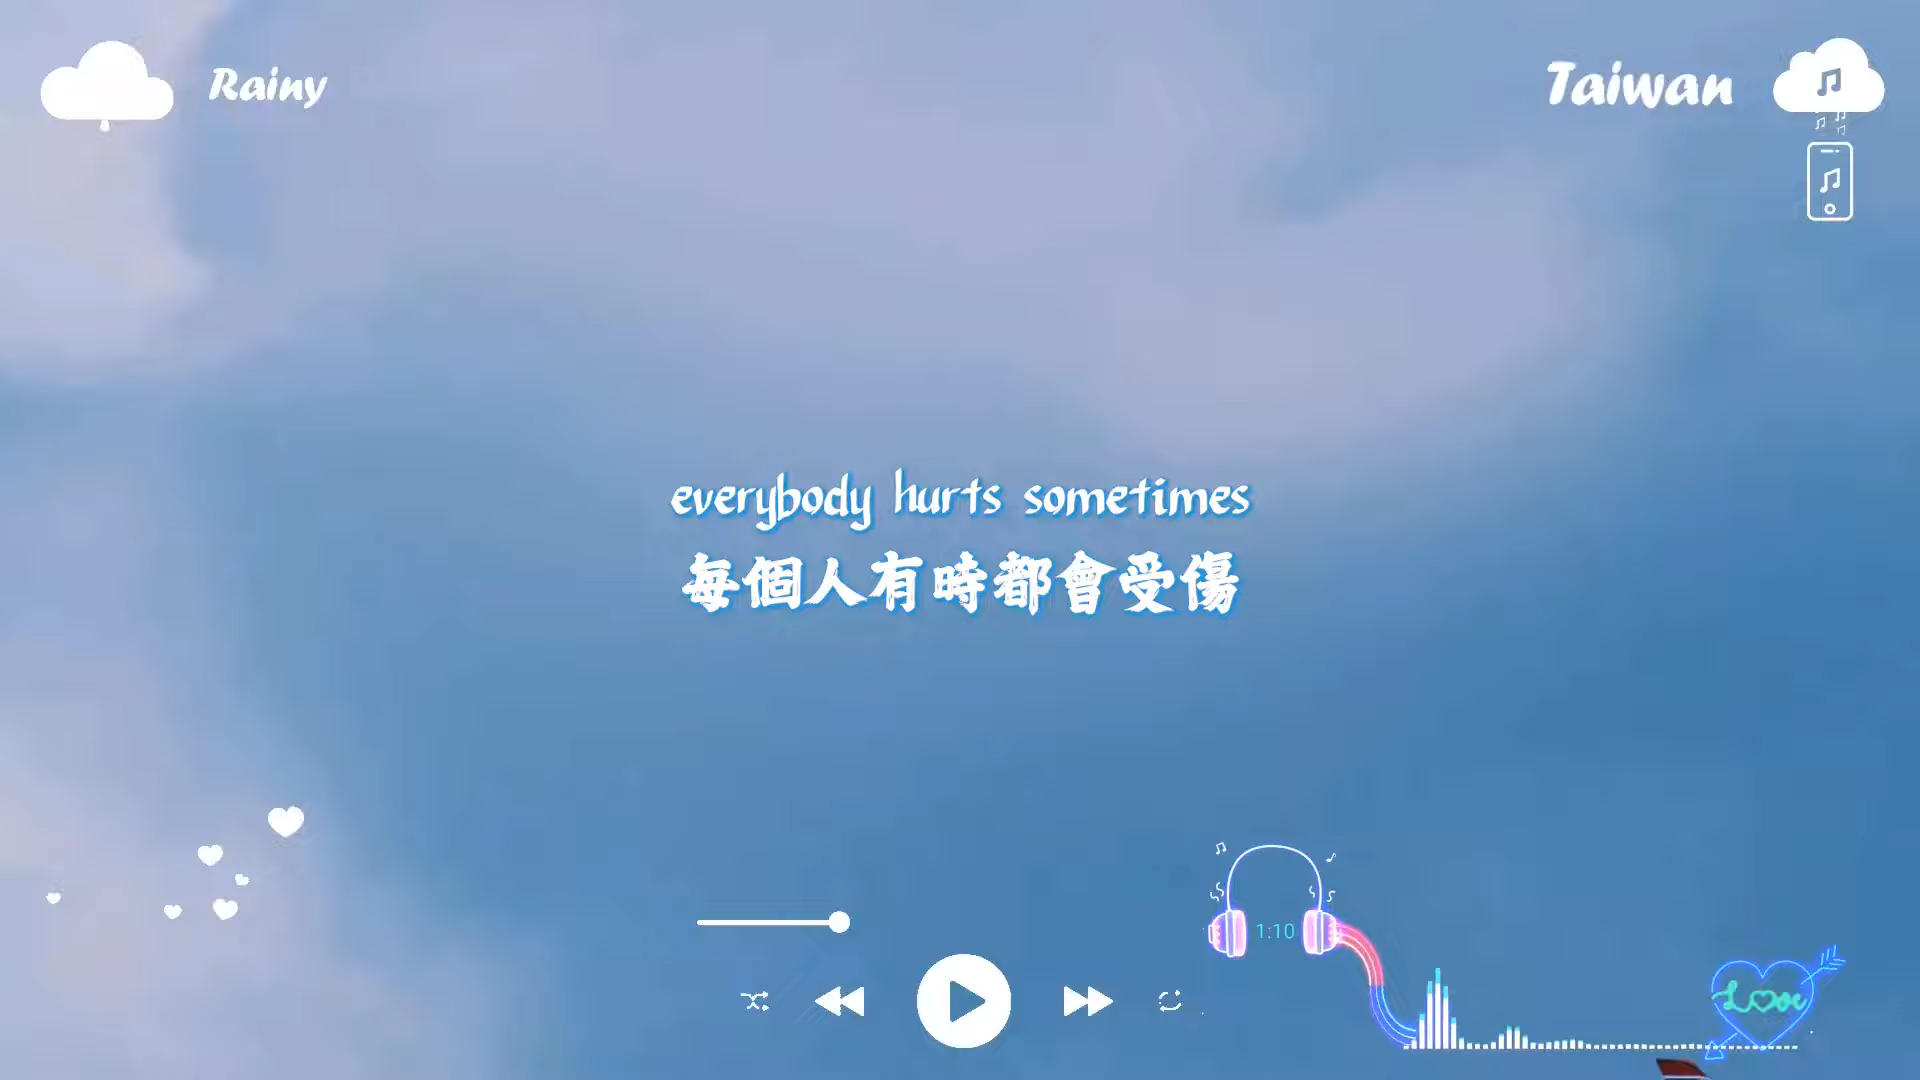 Rainy
Taiwan
everybody hurts sometimes
每個人有時都會受傷
1:10
Love